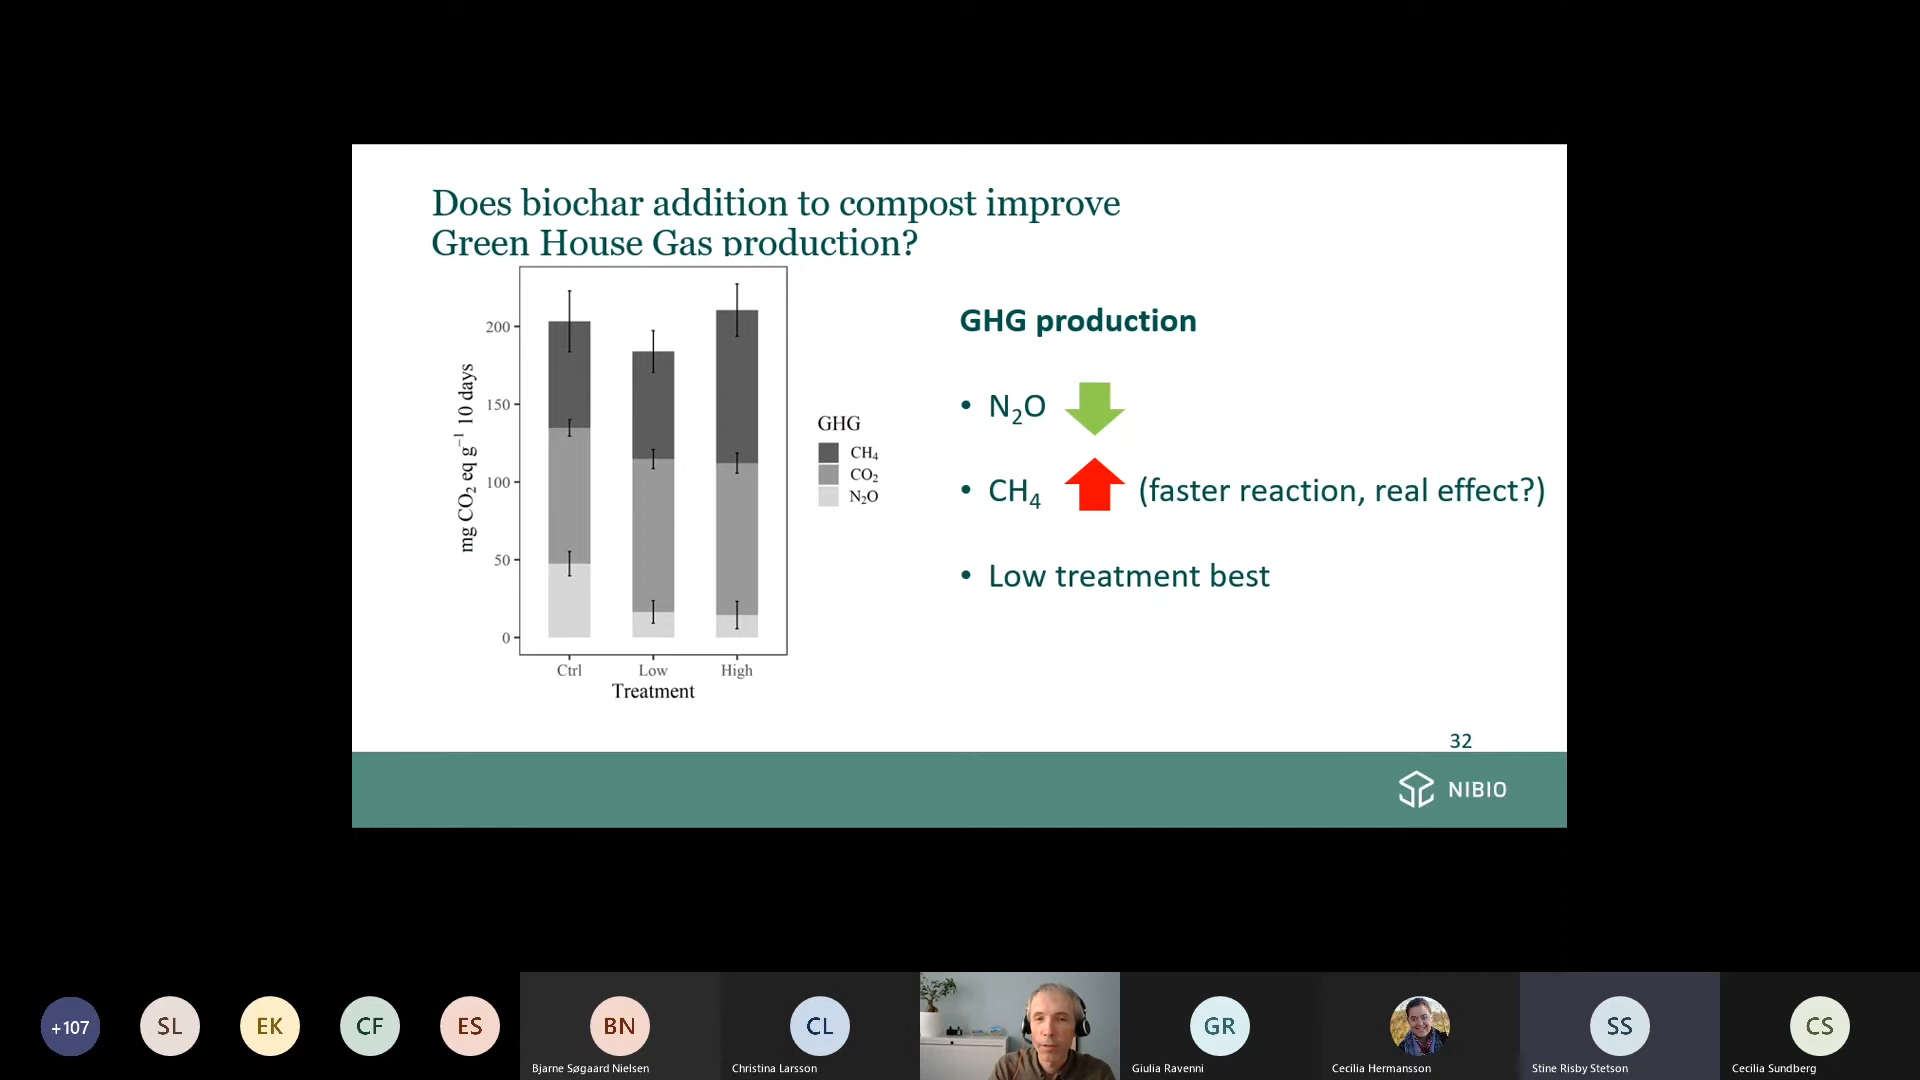 Does biochar addition to compost improve
Green House Gas production?
mg CO₂ eq g⁻¹ 10 days
200
150
100
50
0
Ctrl
Low
High
Treatment
GHG
CH₄
CO₂
N₂O
GHG production
• N₂O
• CH₄ (faster reaction, real effect?)
• Low treatment best
32
NIBIO
+107
SL
EK
CF
ES
BN
Bjarne Søgaard Nielsen
CL
Christina Larsson
GR
Giulia Ravenni
Cecilia Hermansson
SS
Stine Risby Stetson
CS
Cecilia Sundberg